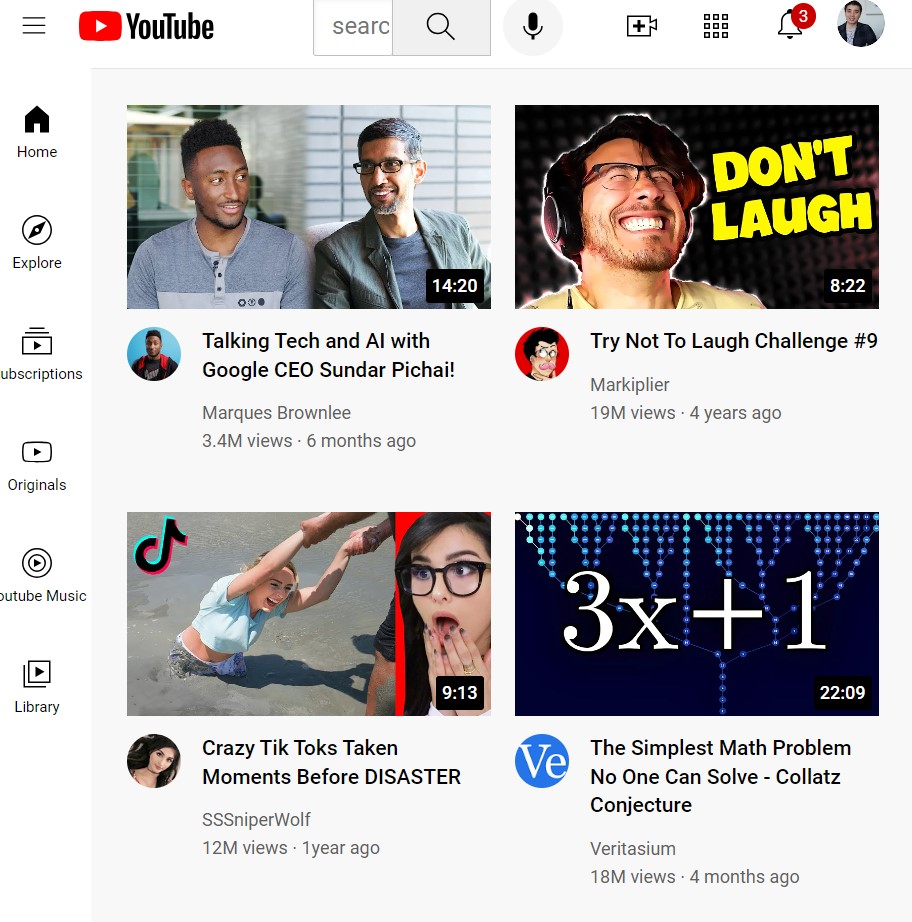 YouTube
searc
3
Home
Explore
ubscriptions
Originals
outube Music
Library
DON'T
LAUGH
14:20
8:22
Talking Tech and AI with
Google CEO Sundar Pichai!
Marques Brownlee
3.4M views · 6 months ago
Try Not To Laugh Challenge #9
Markiplier
19M views · 4 years ago
3x+1
9:13
22:09
Crazy Tik Toks Taken
Moments Before DISASTER
SSSniperWolf
12M views · 1year ago
Ve
The Simplest Math Problem
No One Can Solve - Collatz
Conjecture
Veritasium
18M views · 4 months ago